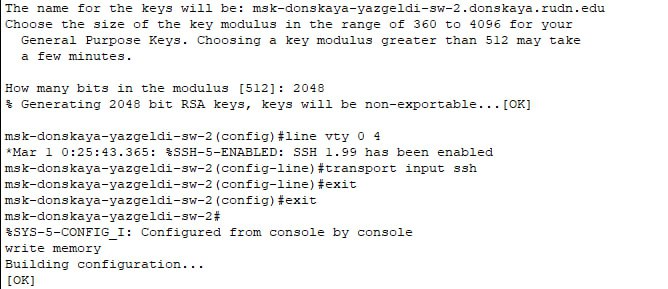 The name for the keys will be: msk-donskaya-yazgeldi-sw-2.donskaya.rudn.edu
Choose the size of the key modulus in the range of 360 to 4096 for your
General Purpose Keys. Choosing a key modulus greater than 512 may take
a few minutes.
How many bits in the modulus [512]: 2048
% Generating 2048 bit RSA keys, keys will be non-exportable...[OK]
msk-donskaya-yazgeldi-sw-2(config)#line vty 0 4
*Mar 1 0:25:43.365: %SSH-5-ENABLED: SSH 1.99 has been enabled
msk-donskaya-yazgeldi-sw-2(config-line)#transport input ssh
msk-donskaya-yazgeldi-sw-2(config-line)#exit
msk-donskaya-yazgeldi-sw-2(config)#exit
msk-donskaya-yazgeldi-sw-2#
%SYS-5-CONFIG_I: Configured from console by console
write memory
Building configuration...
[OK]